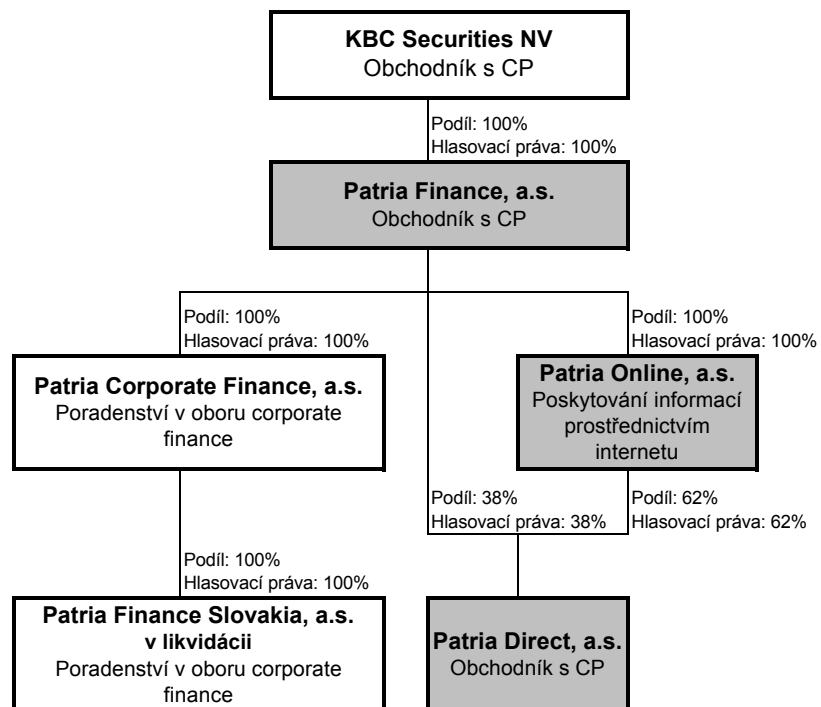 KBC Securities NV
Obchodník s CP
Podíl: 100%
Hlasovací práva: 100%
Patria Finance, a.s.
Obchodník s CP
Podíl: 100%
Hlasovací práva: 100%
Podíl: 100%
Hlasovací práva: 100%
Patria Corporate Finance, a.s.
Poradenství v oboru corporate
finance
Patria Online, a.s.
Poskytování informací
prostřednictvím
internetu
Podíl: 38%
Hlasovací práva: 38%
Podíl: 62%
Hlasovací práva: 62%
Podíl: 100%
Hlasovací práva: 100%
Patria Finance Slovakia, a.s.
v likvidácii
Poradenství v oboru corporate
finance
Patria Direct, a.s.
Obchodník s CP